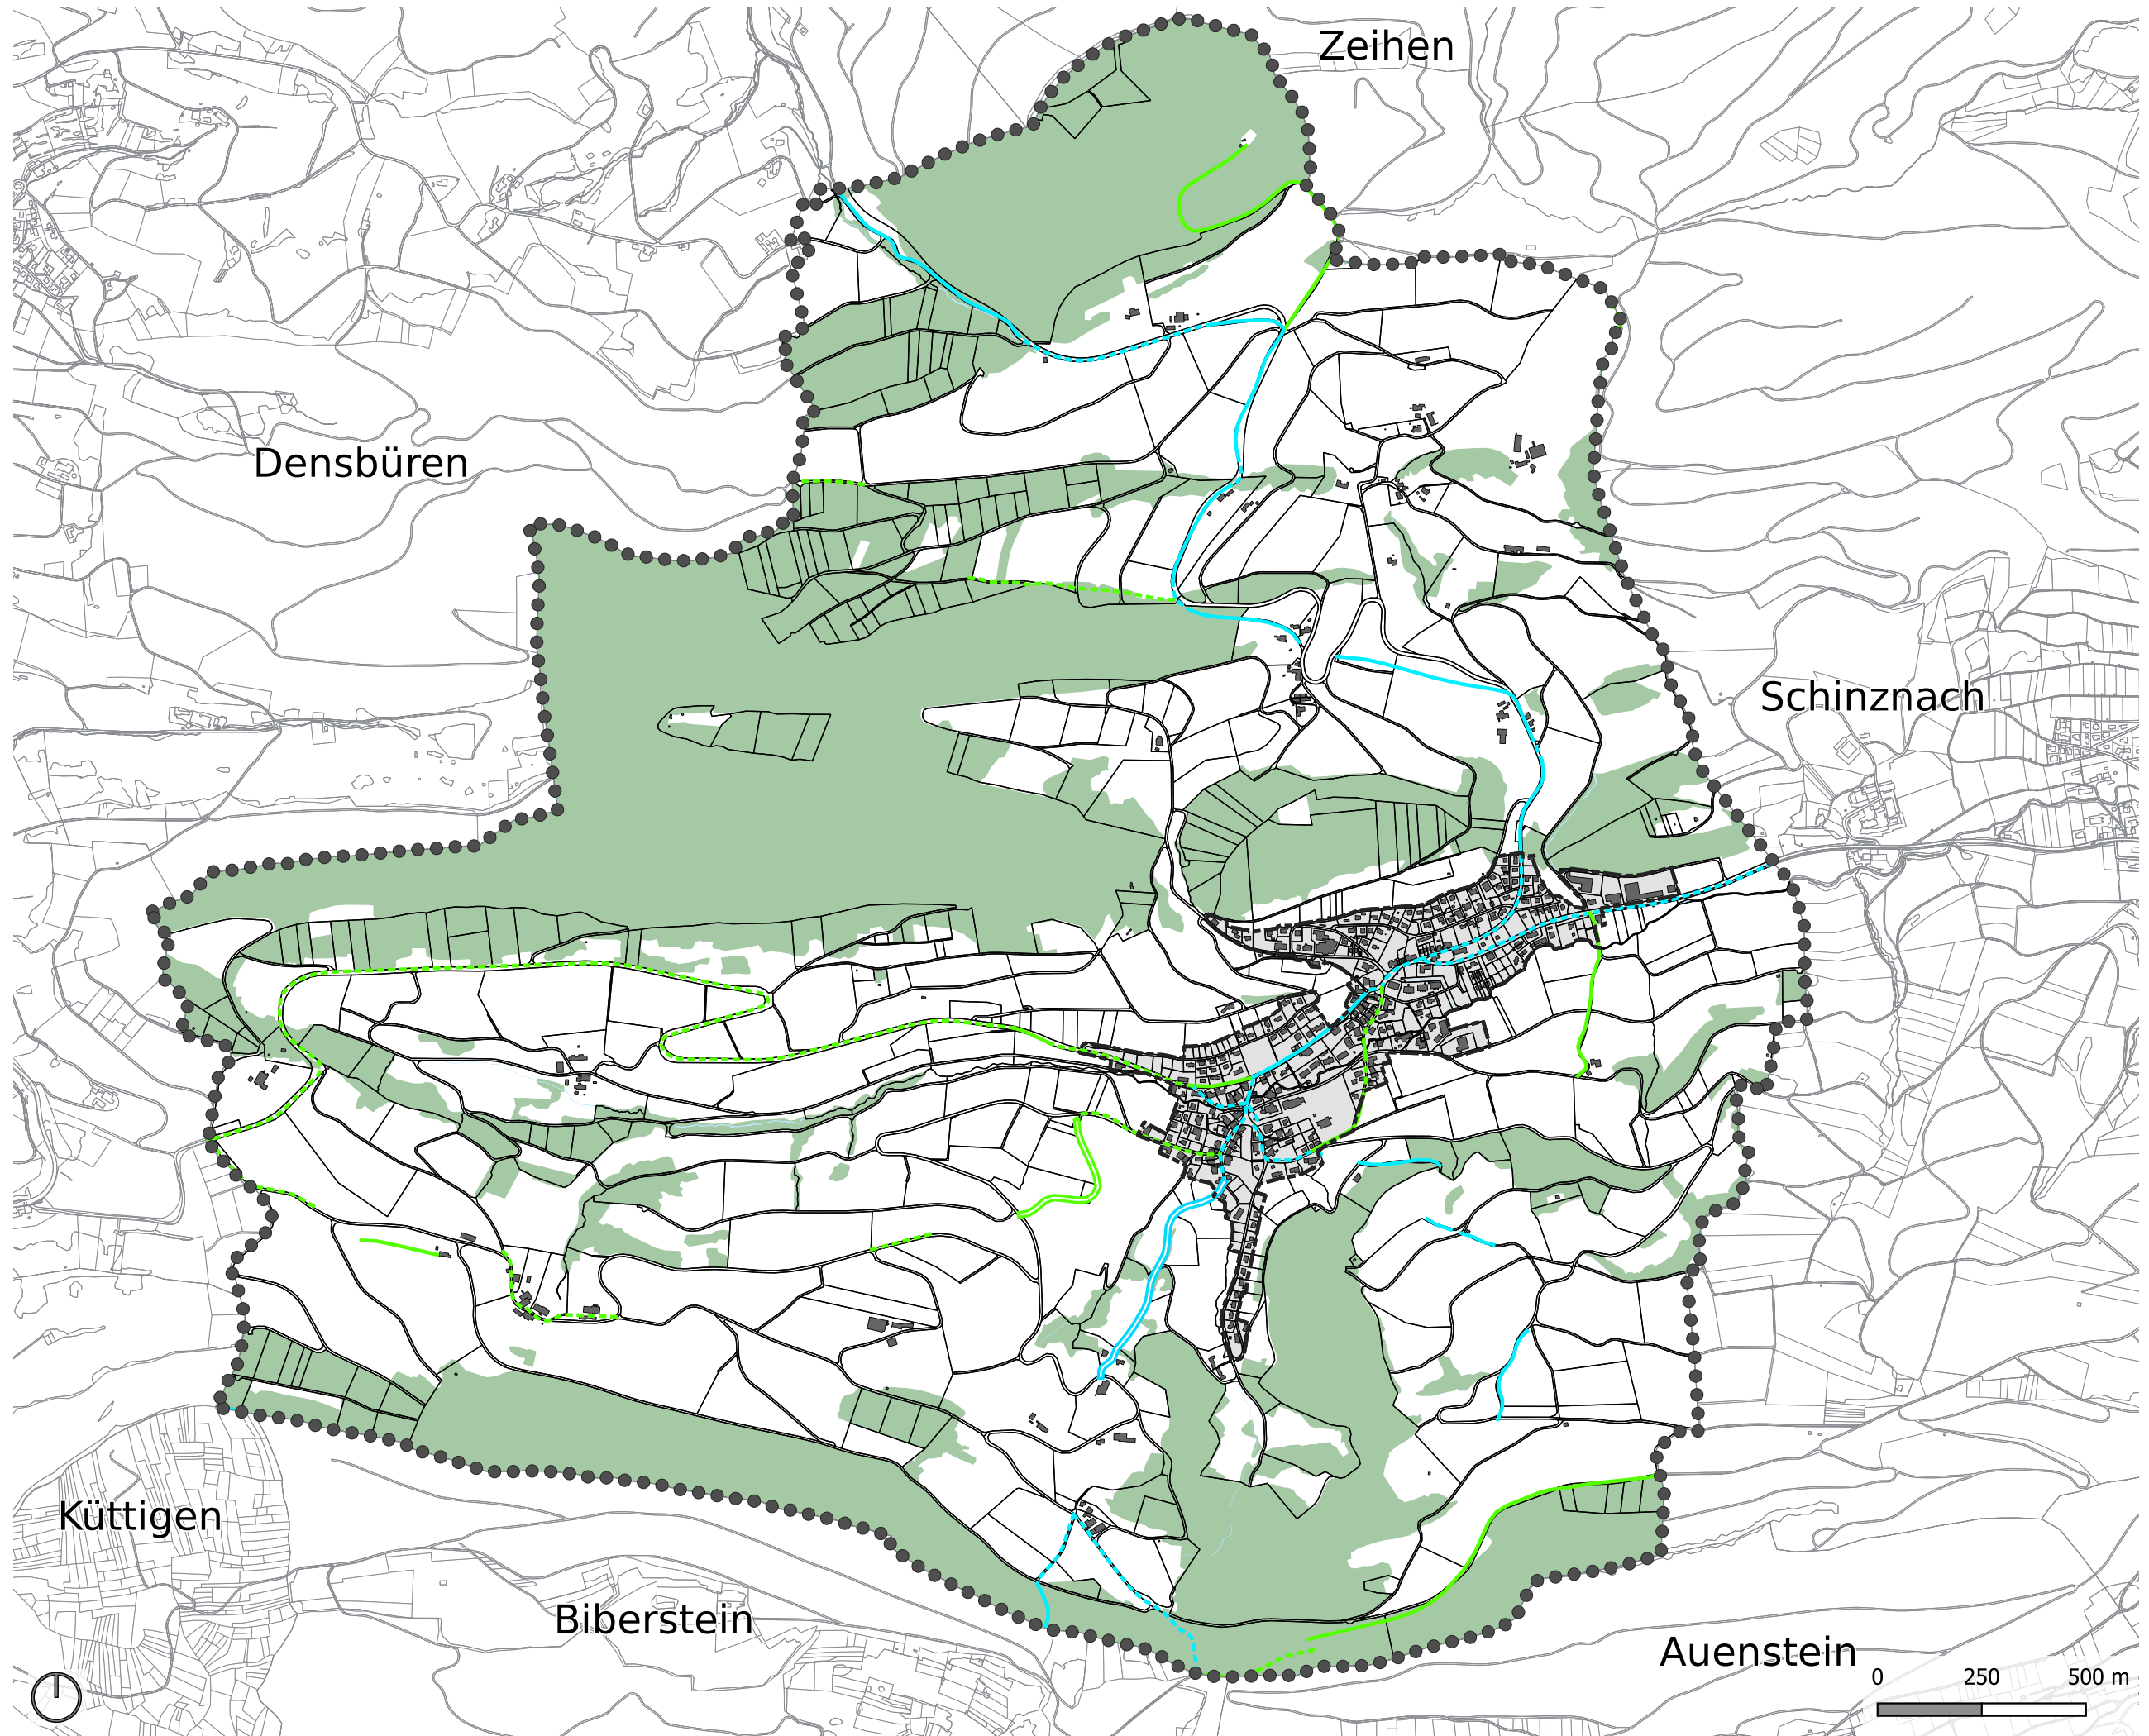 Zeihen
Densbüren
Schinznach
Küttigen
Biberstein
Auenstein
0 250 500 m